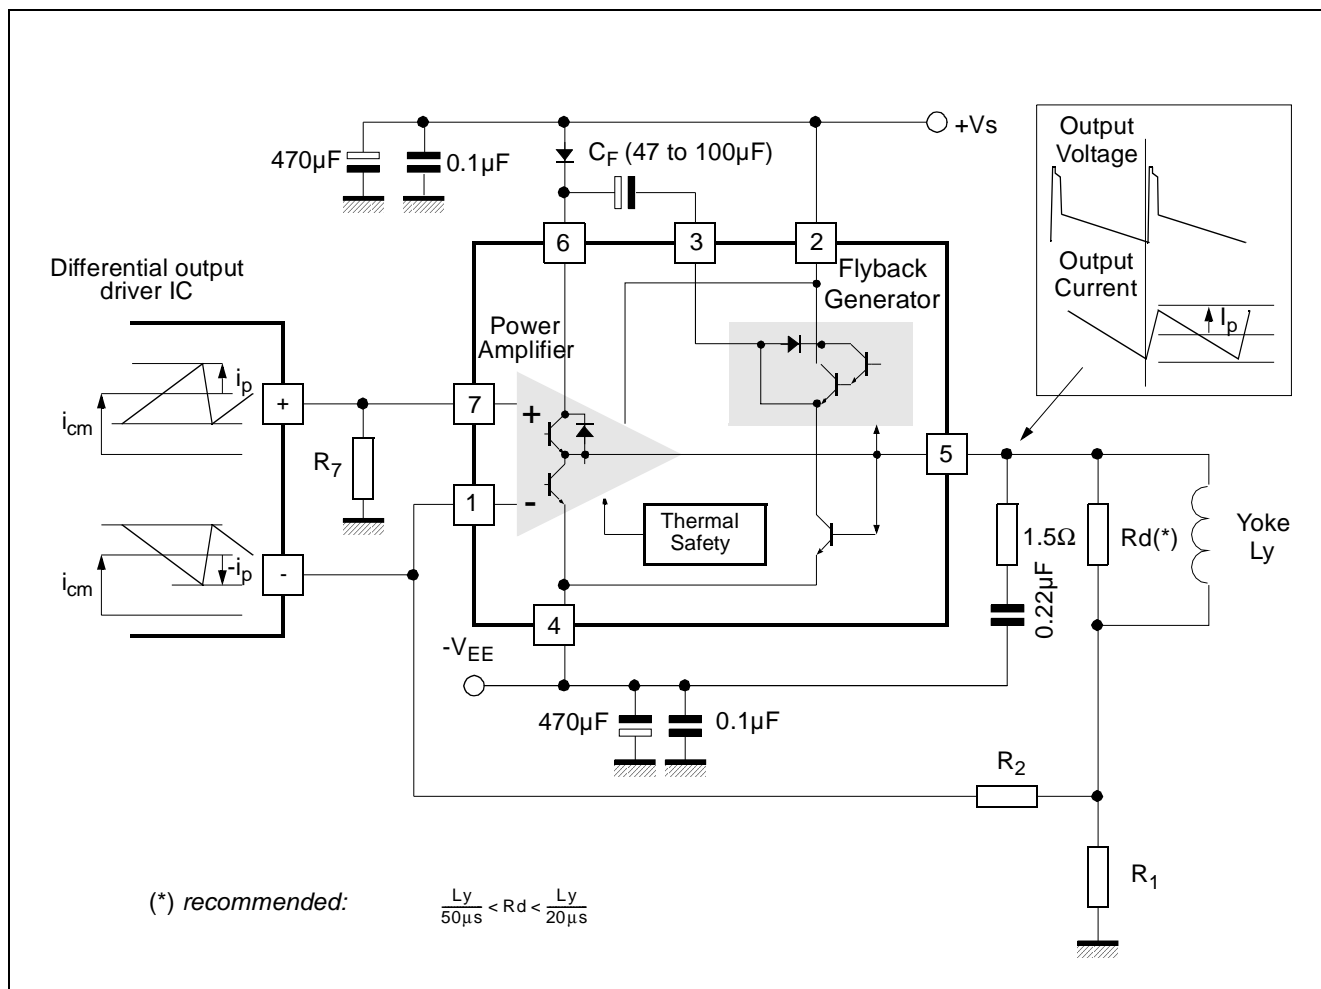 +Vs
Output
Voltage
470µF
0.1µF
C_F (47 to 100µF)
6
3
2
Differential output
driver IC
Flyback
Generator
Output
Current
I_p
Power
Amplifier
i_p
i_cm
+
7
+
R_7
5
1
-
Thermal
Safety
1.5Ω
Rd(*)
Yoke
Ly
-i_p
i_cm
-
0.22µF
4
-V_EE
470µF
0.1µF
R_2
R_1
(*) recommended:
Ly/50µs < Rd < Ly/20µs